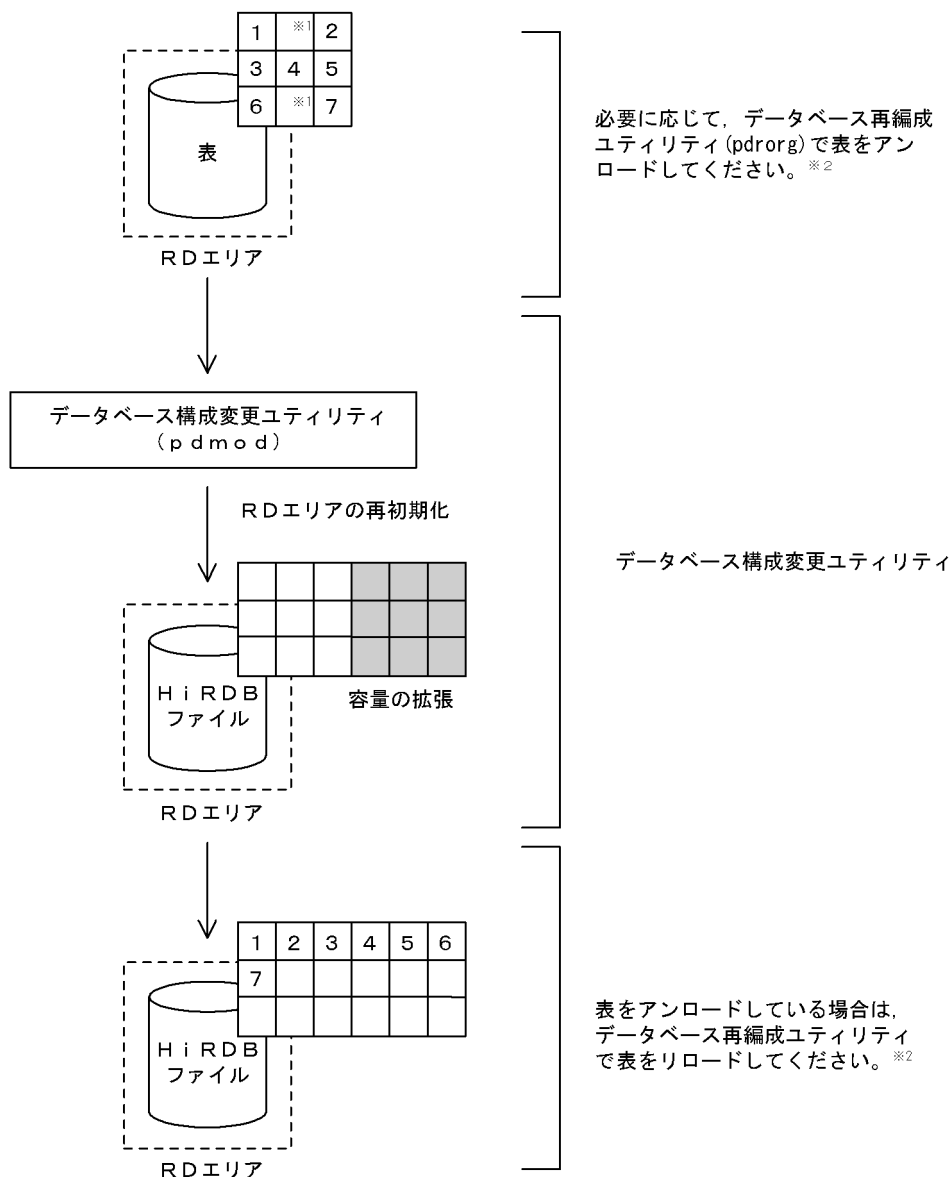 1 ※1 2
3 4 5
6 ※1 7
表
RDエリア
必要に応じて，データベース再編成
ユティリティ(pdrorg)で表をアン
ロードしてください。※2
データベース構成変更ユティリティ
(pdmod)
RDエリアの再初期化
HiRDB
ファイル
容量の拡張
RDエリア
データベース構成変更ユティリティ
1 2 3 4 5 6
7
HiRDB
ファイル
RDエリア
表をアンロードしている場合は，
データベース再編成ユティリティ
で表をリロードしてください。※2